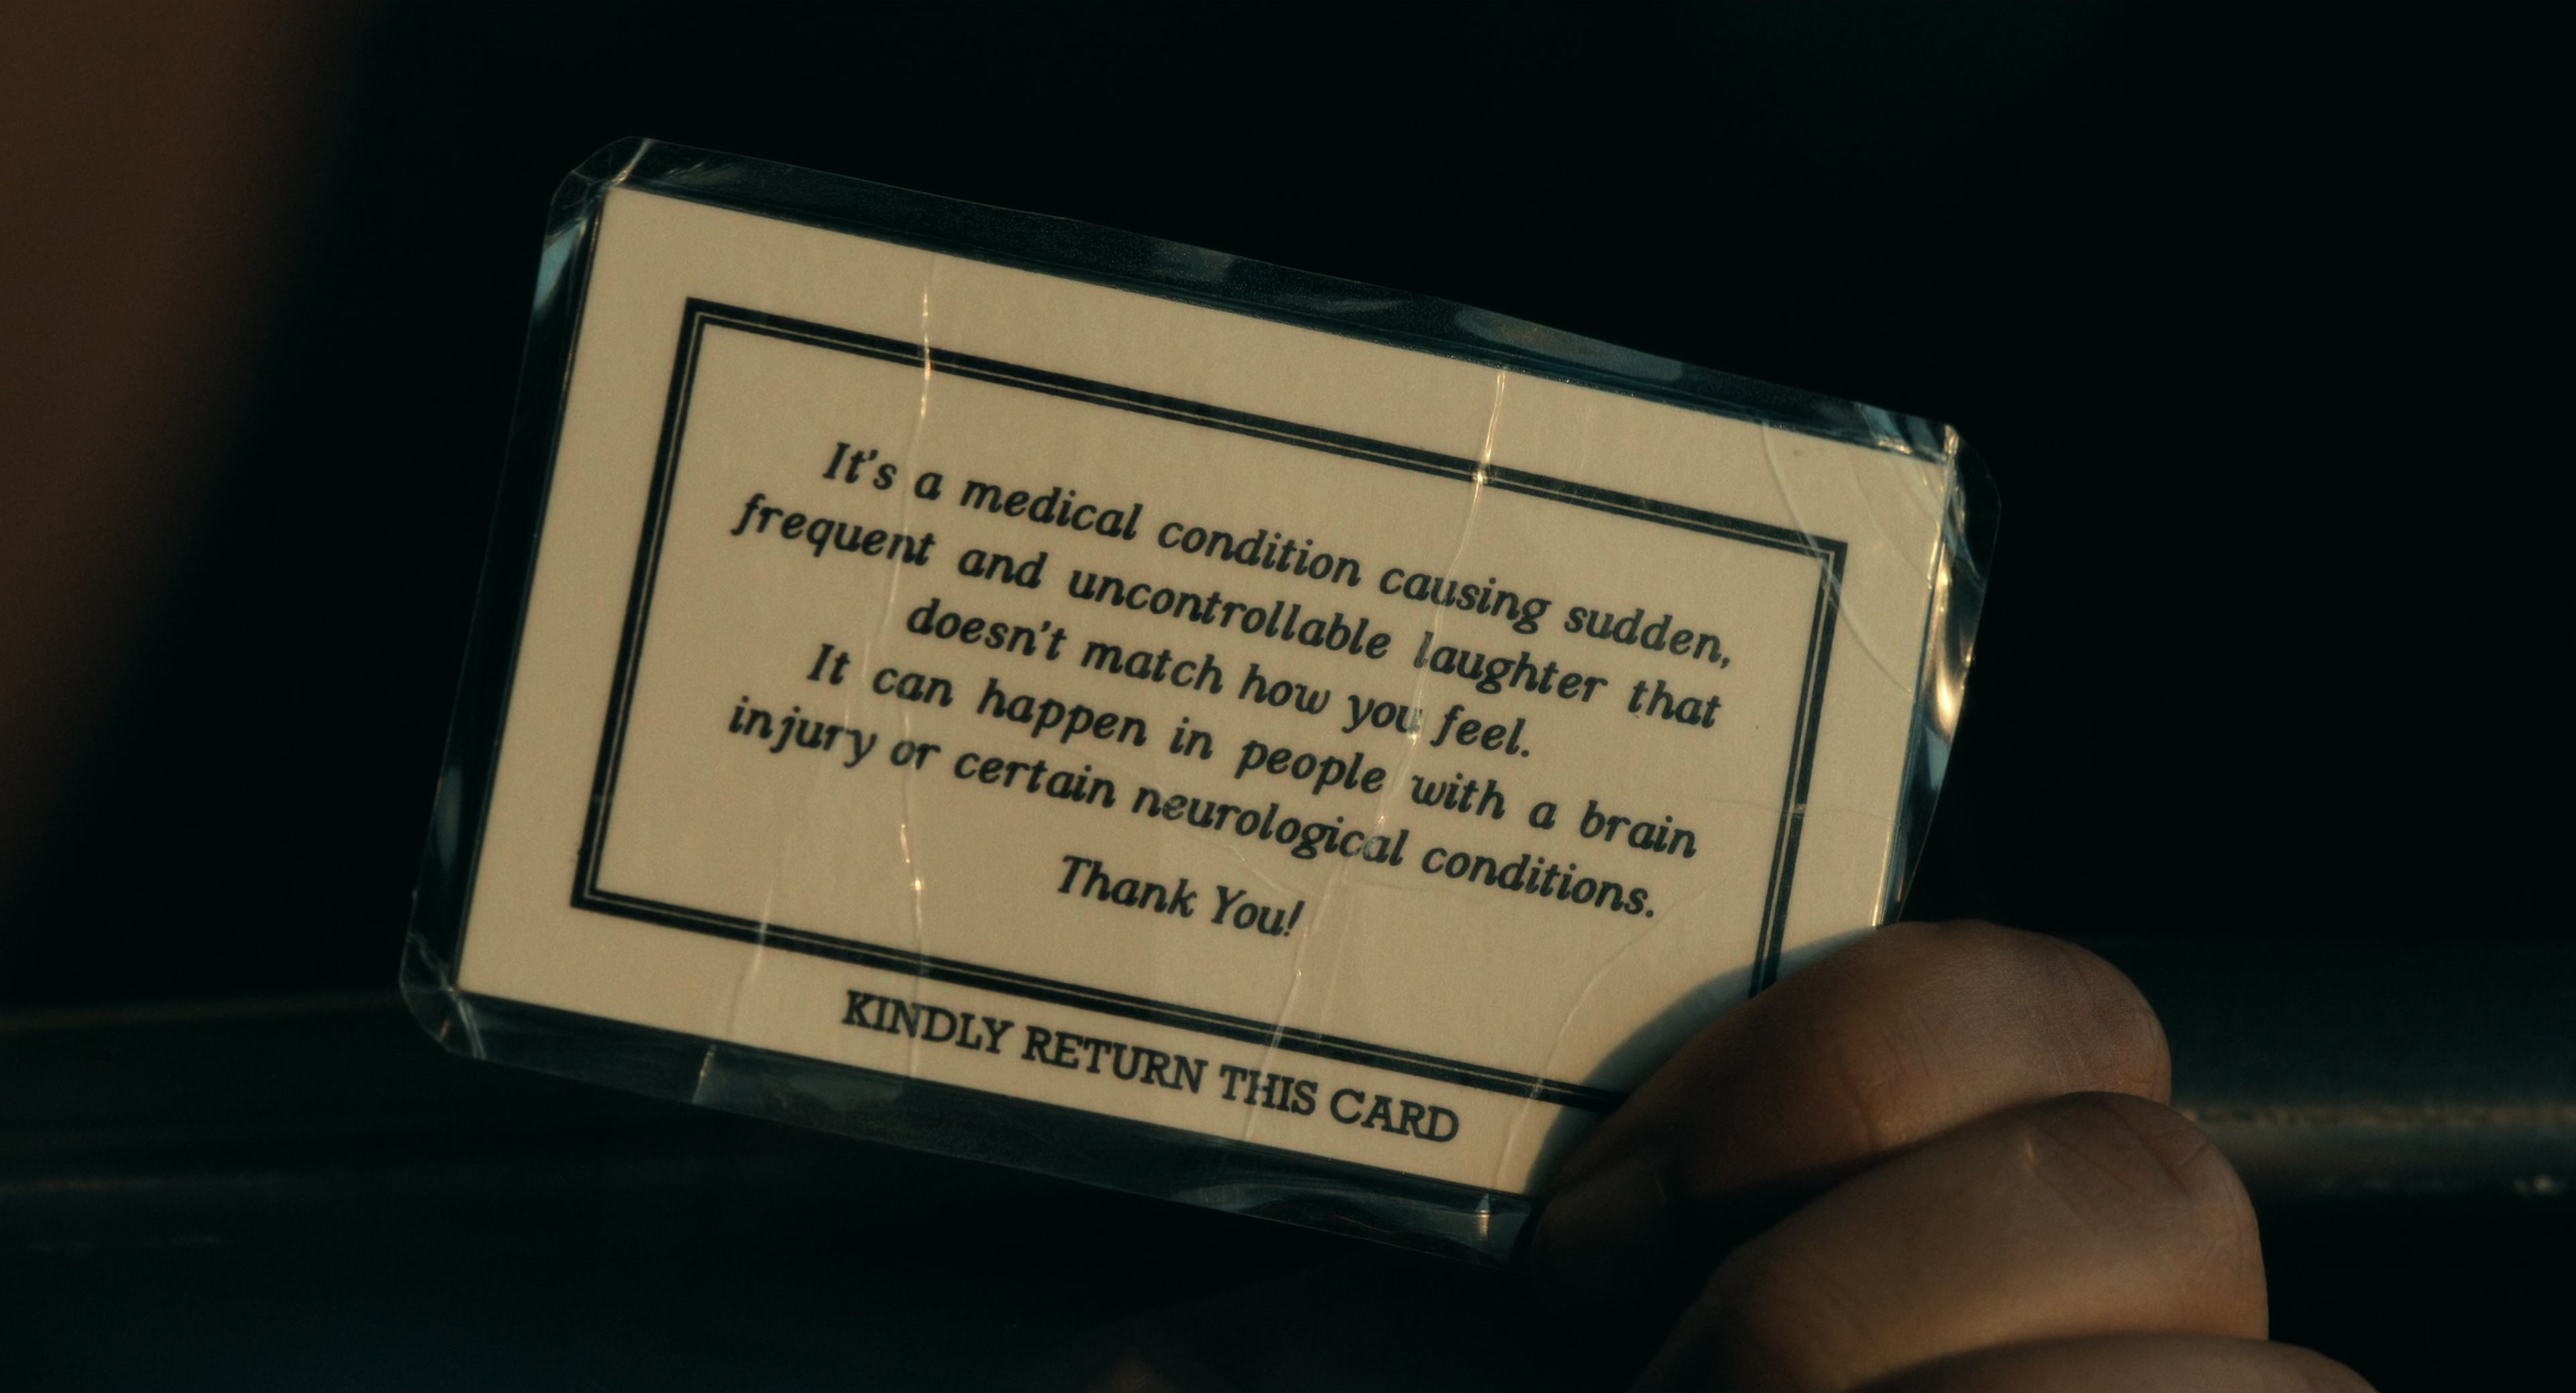 It's a medical condition causing sudden,
frequent and uncontrollable laughter that
doesn't match how you feel.
It can happen in people with a brain
injury or certain neurological conditions.
Thank You!
KINDLY RETURN THIS CARD